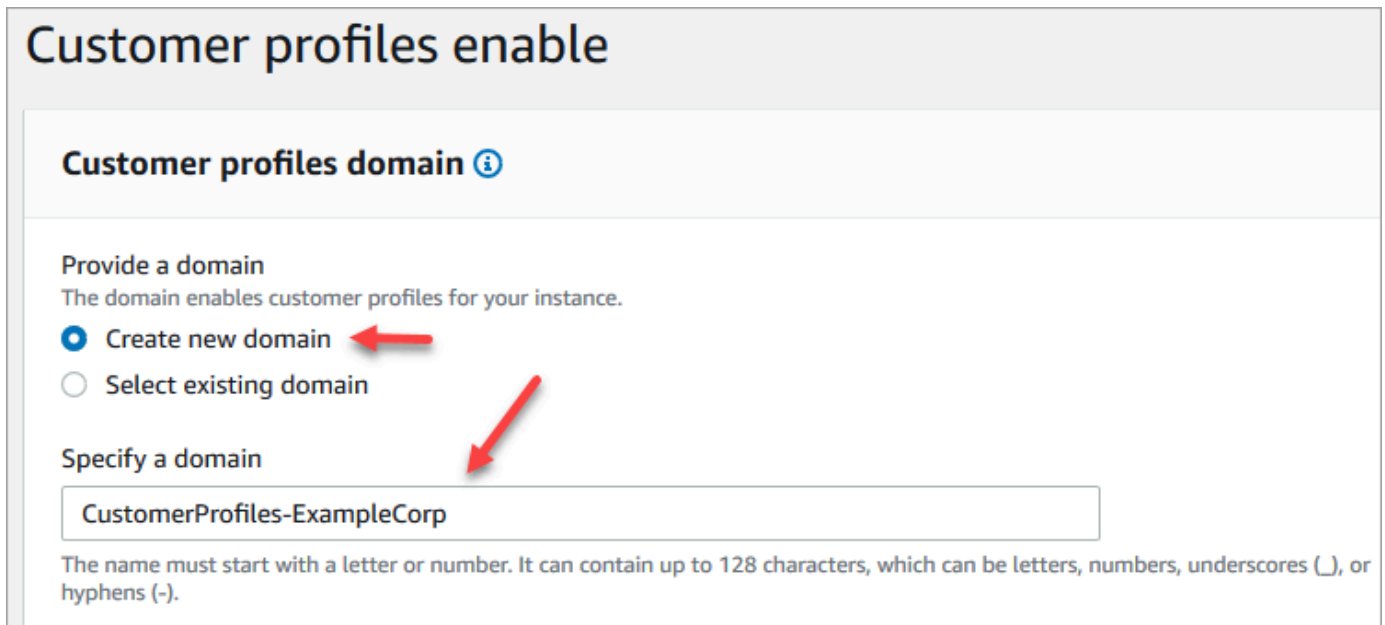 Customer profiles enable
Customer profiles domain
Provide a domain
The domain enables customer profiles for your instance.
Create new domain
Select existing domain
Specify a domain
CustomerProfiles-ExampleCorp
The name must start with a letter or number. It can contain up to 128 characters, which can be letters, numbers, underscores (_), or
hyphens (-).